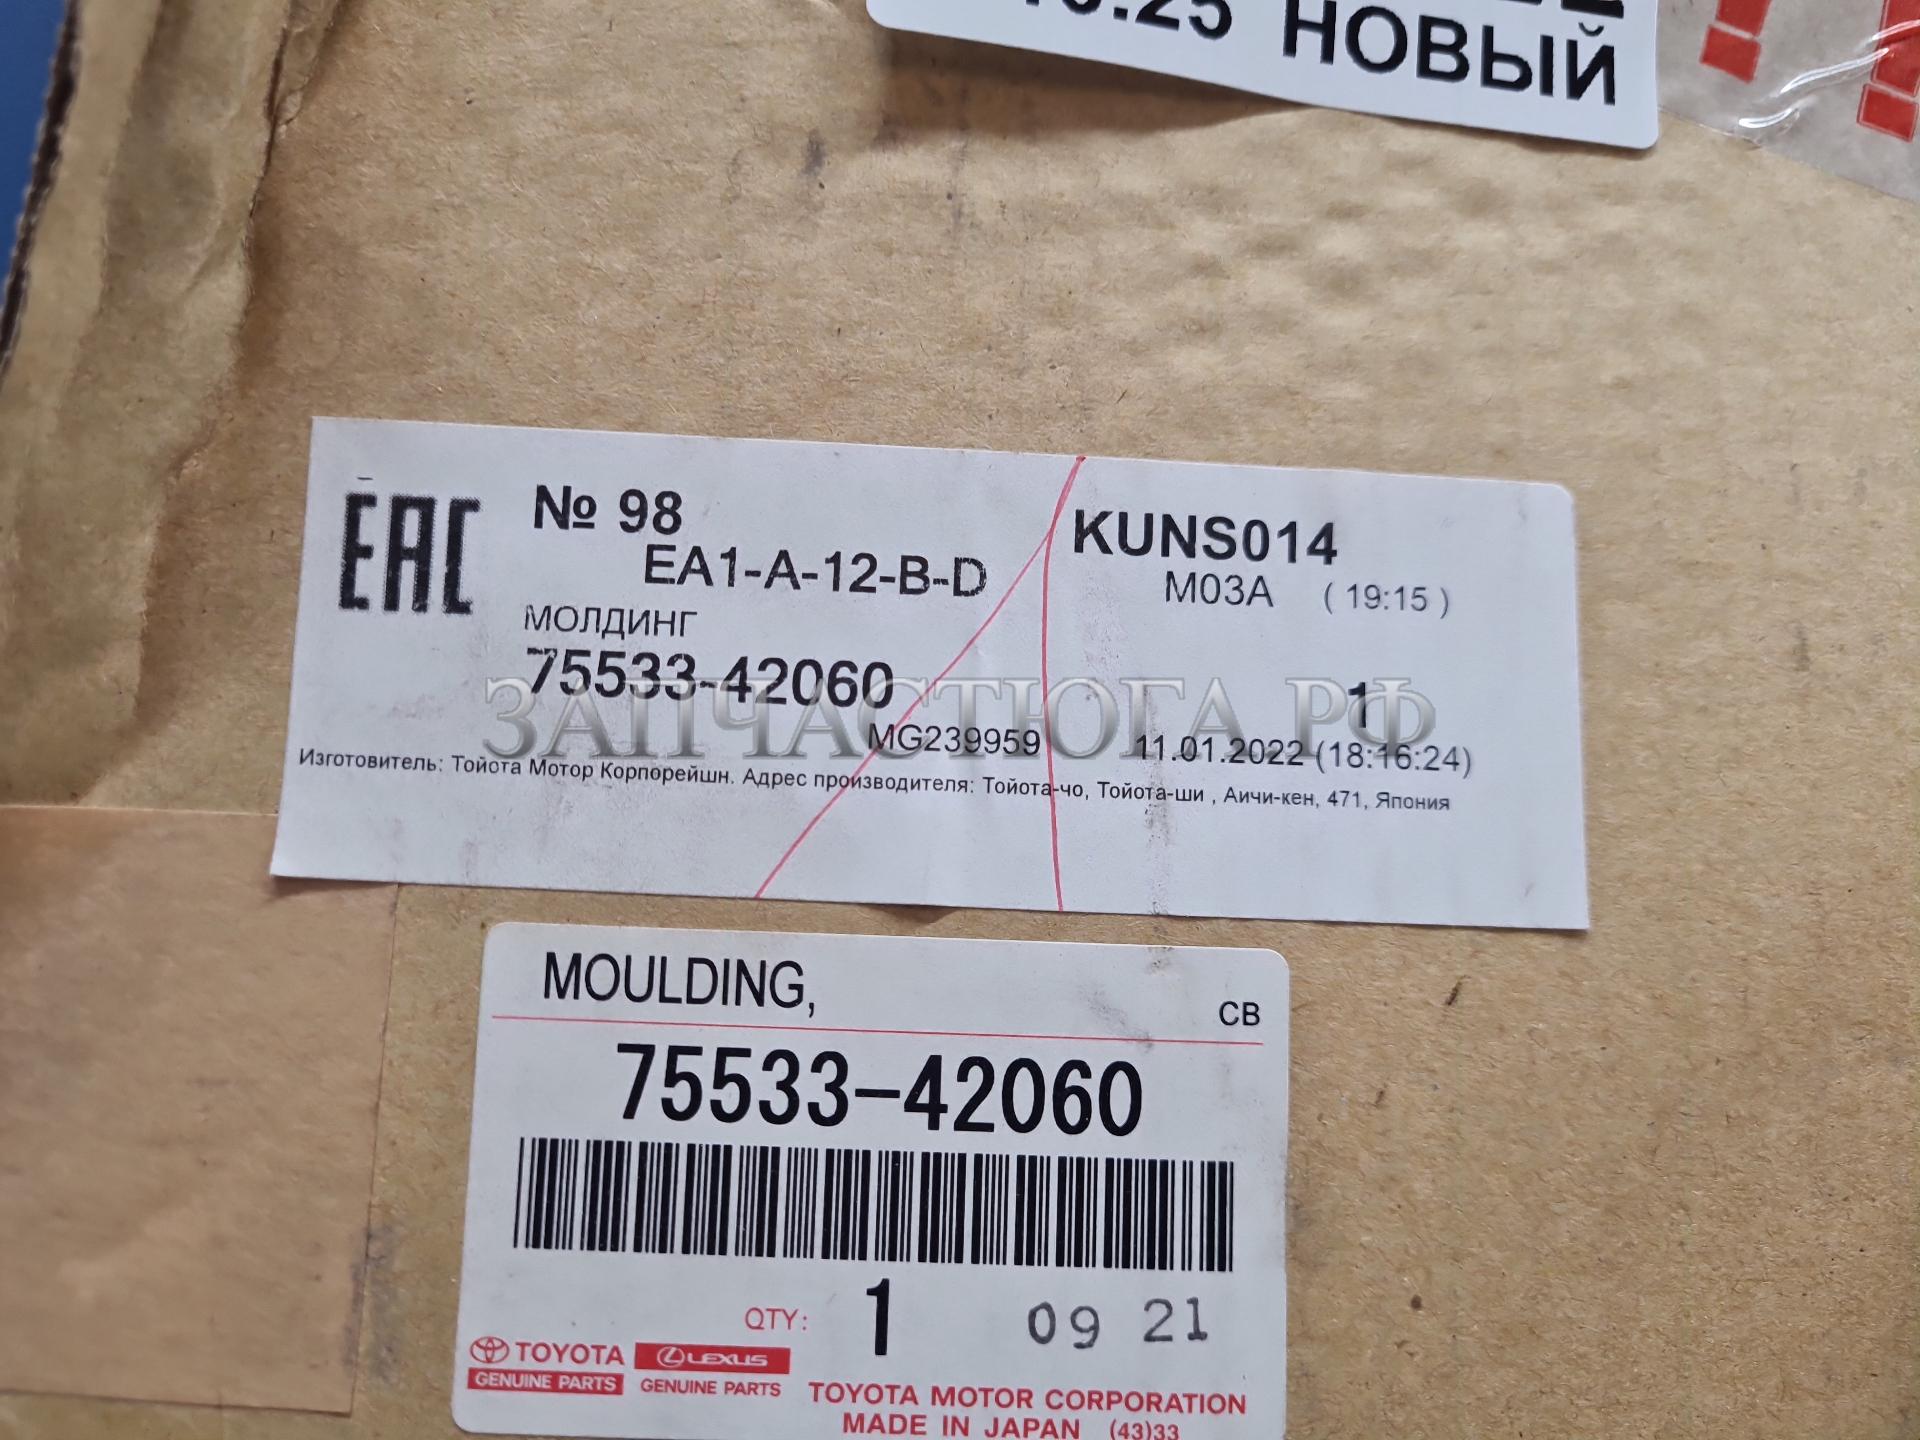 .25 НОВЫЙ
EAC
№ 98
EA1-A-12-B-D
МОЛДИНГ
75533-42060
MG239959
KUNS014
M03A ( 19:15 )
1
11.01.2022 (18:16:24)
Изготовитель: Тойота Мотор Корпорейшн. Адрес производителя: Тойота-чо, Тойота-ши , Аичи-кен, 471, Япония
ЗАПЧАСТЮГА.РФ
MOULDING,
CB
75533-42060
QTY: 1 09 21
TOYOTA
GENUINE PARTS
LEXUS
GENUINE PARTS
TOYOTA MOTOR CORPORATION
MADE IN JAPAN (43)33